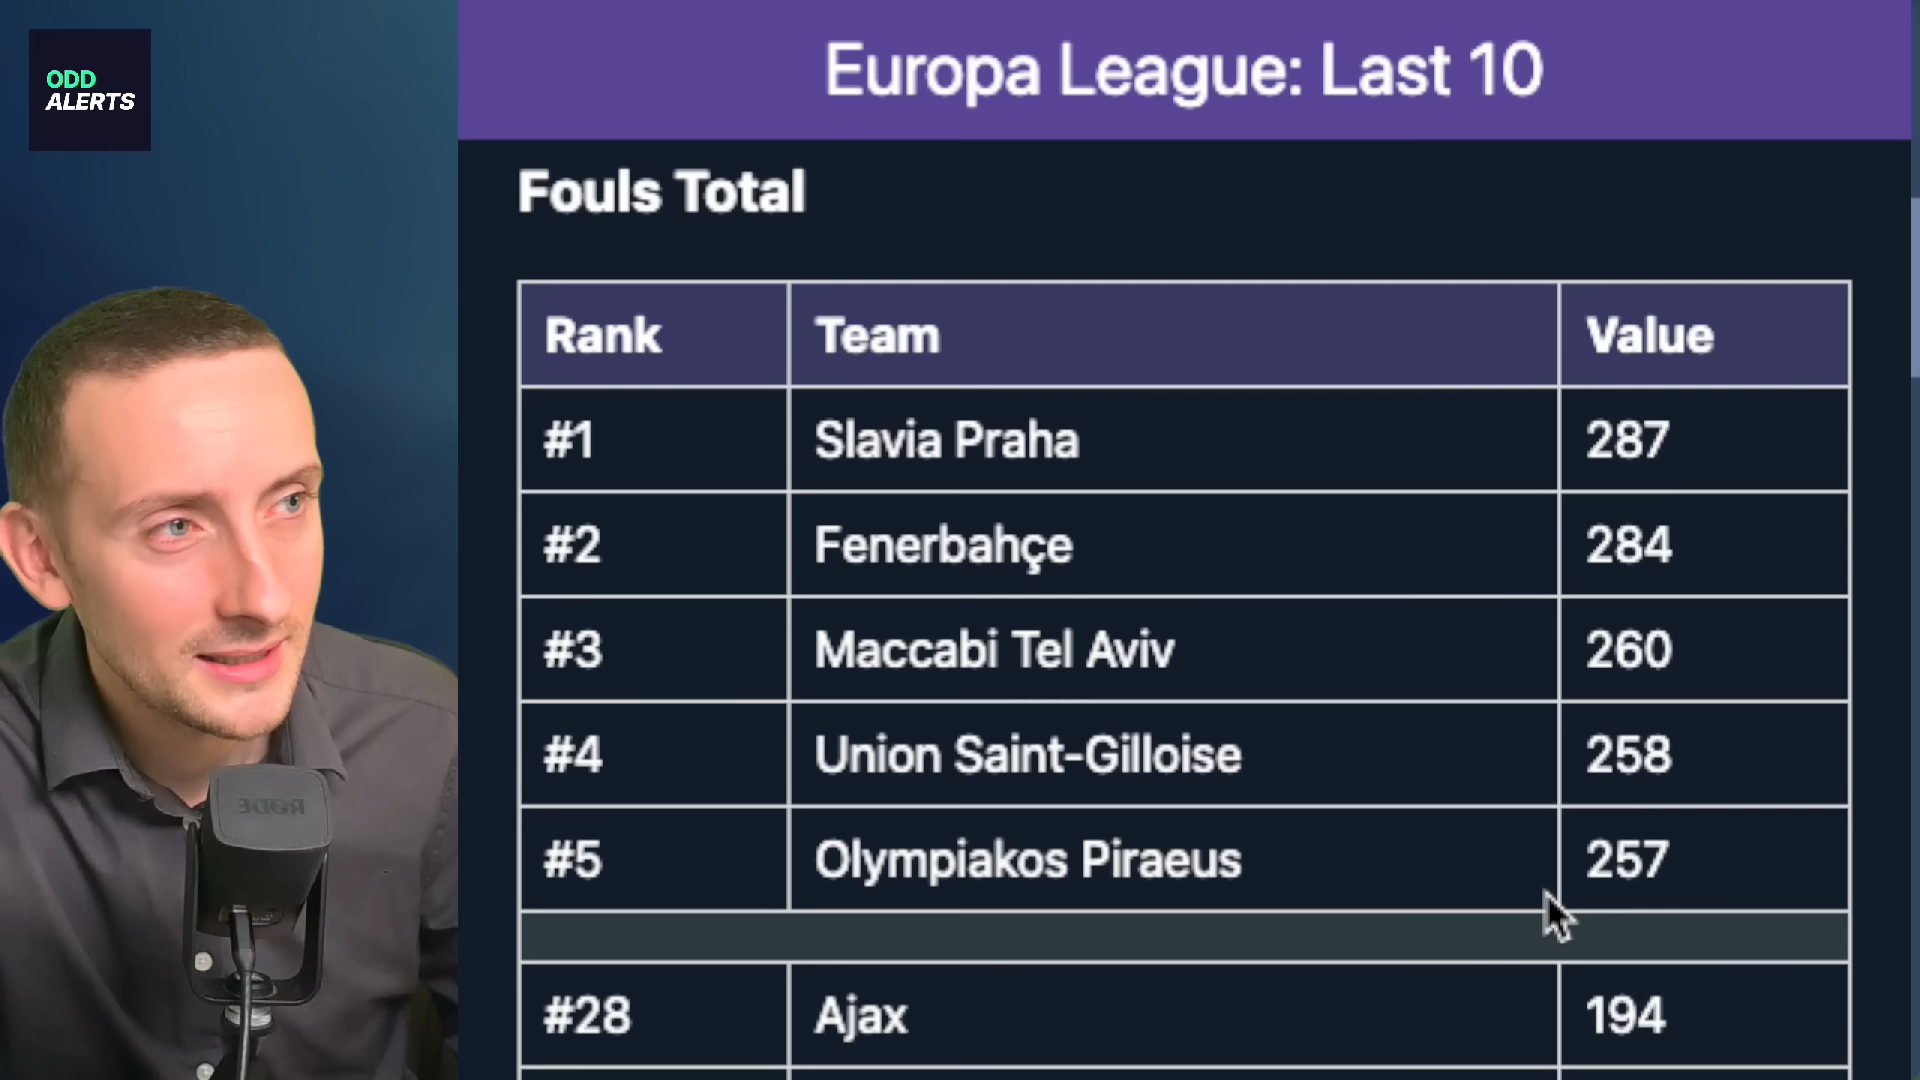 ODD
ALERTS
Europa League: Last 10
Fouls Total
Rank Team Value
#1 Slavia Praha 287
#2 Fenerbahçe 284
#3 Maccabi Tel Aviv 260
#4 Union Saint-Gilloise 258
#5 Olympiakos Piraeus 257
#28 Ajax 194
RØDE